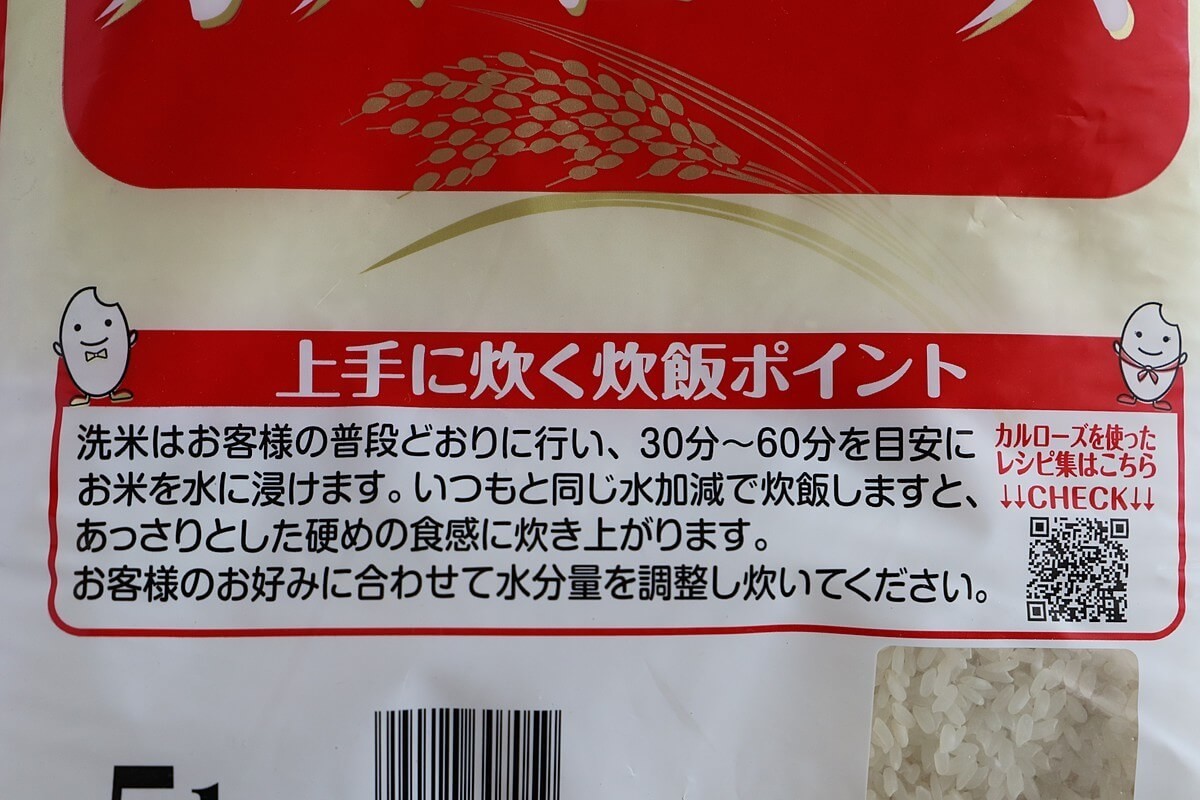 上手に炊く炊飯ポイント
洗米はお客様の普段どおりに行い、30分～60分を目安に
お米を水に浸けます。いつもと同じ水加減で炊飯しますと、
あっさりとした硬めの食感に炊き上がります。
お客様のお好みに合わせて水分量を調整し炊いてください。
カルローズを使った
レシピ集はこちら
↓↓CHECK↓↓